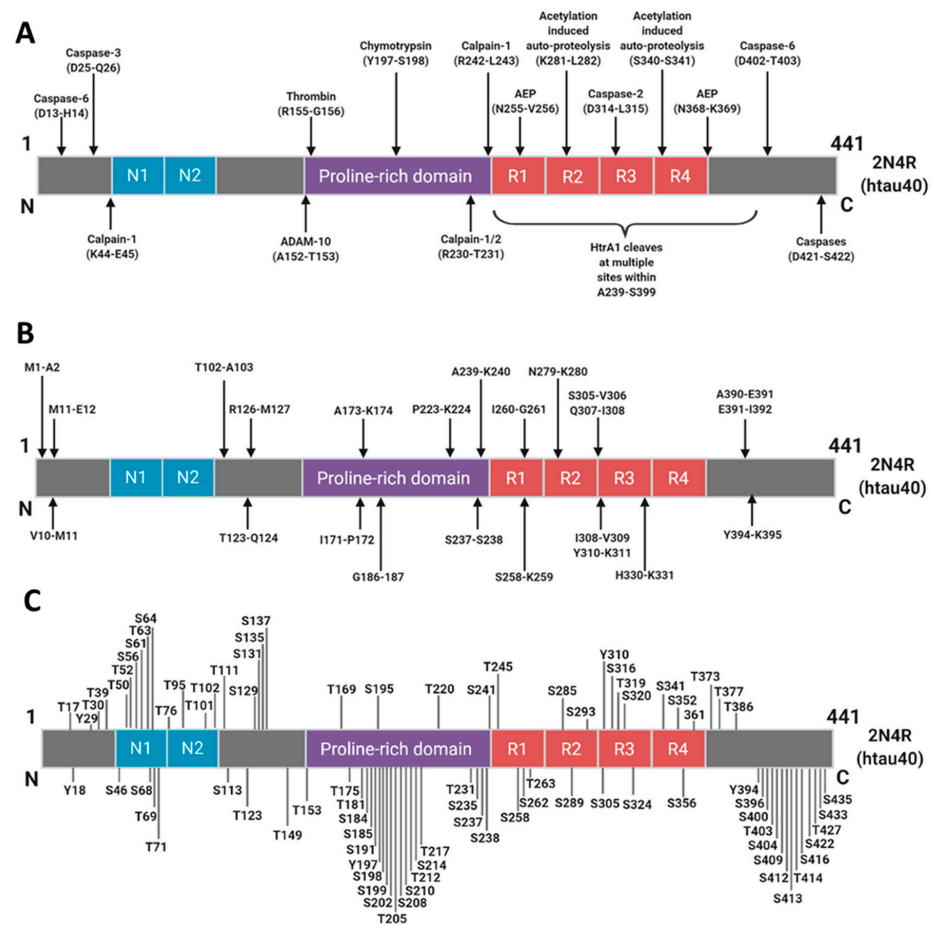 A
Caspase-6
(D13-H14)
Caspase-3
(D25-Q26)
Thrombin
(R155-G156)
Chymotrypsin
(Y197-S198)
Calpain-1
(R242-L243)
AEP
(N255-V256)
Acetylation
induced
auto-proteolysis
(K281-L282)
Caspase-2
(D314-L315)
Acetylation
induced
auto-proteolysis
(S340-S341)
AEP
(N368-K369)
Caspase-6
(D402-T403)
1
441
N1
N2
Proline-rich domain
R1
R2
R3
R4
2N4R
(htau40)
N
C
Calpain-1
(K44-E45)
ADAM-10
(A152-T153)
Calpain-1/2
(R230-T231)
HtrA1 cleaves
at multiple
sites within
A239-S399
Caspases
(D421-S422)
B
M1-A2
M11-E12
T102-A103
R126-M127
A173-K174
P223-K224
A239-K240
I260-G261
N279-K280
S305-V306
Q307-I308
A390-E391
E391-I392
1
441
N1
N2
Proline-rich domain
R1
R2
R3
R4
2N4R
(htau40)
N
C
V10-M11
T123-Q124
I171-P172
G186-187
S237-S238
S258-K259
I308-V309
Y310-K311
H330-K331
Y394-K395
C
T17
Y29
T30
T39
T50
T52
S56
S61
T63
S64
T76
T95
T101
T102
T111
S129
S131
S135
S137
T169
S195
T220
S241
T245
S285
S293
Y310
S316
T319
S320
S341
S352
361
T373
T377
T386
1
441
N1
N2
Proline-rich domain
R1
R2
R3
R4
2N4R
(htau40)
N
C
Y18
S46
S68
T69
T71
S113
T123
T149
T153
T175
T181
S184
S185
S191
Y197
S198
S199
S202
T205
S208
S210
T212
S214
T217
T231
S235
S237
S238
S258
S262
T263
S289
S305
S324
S356
Y394
S396
S400
T403
S404
S409
S412
S413
T414
S416
S422
T427
S433
S435